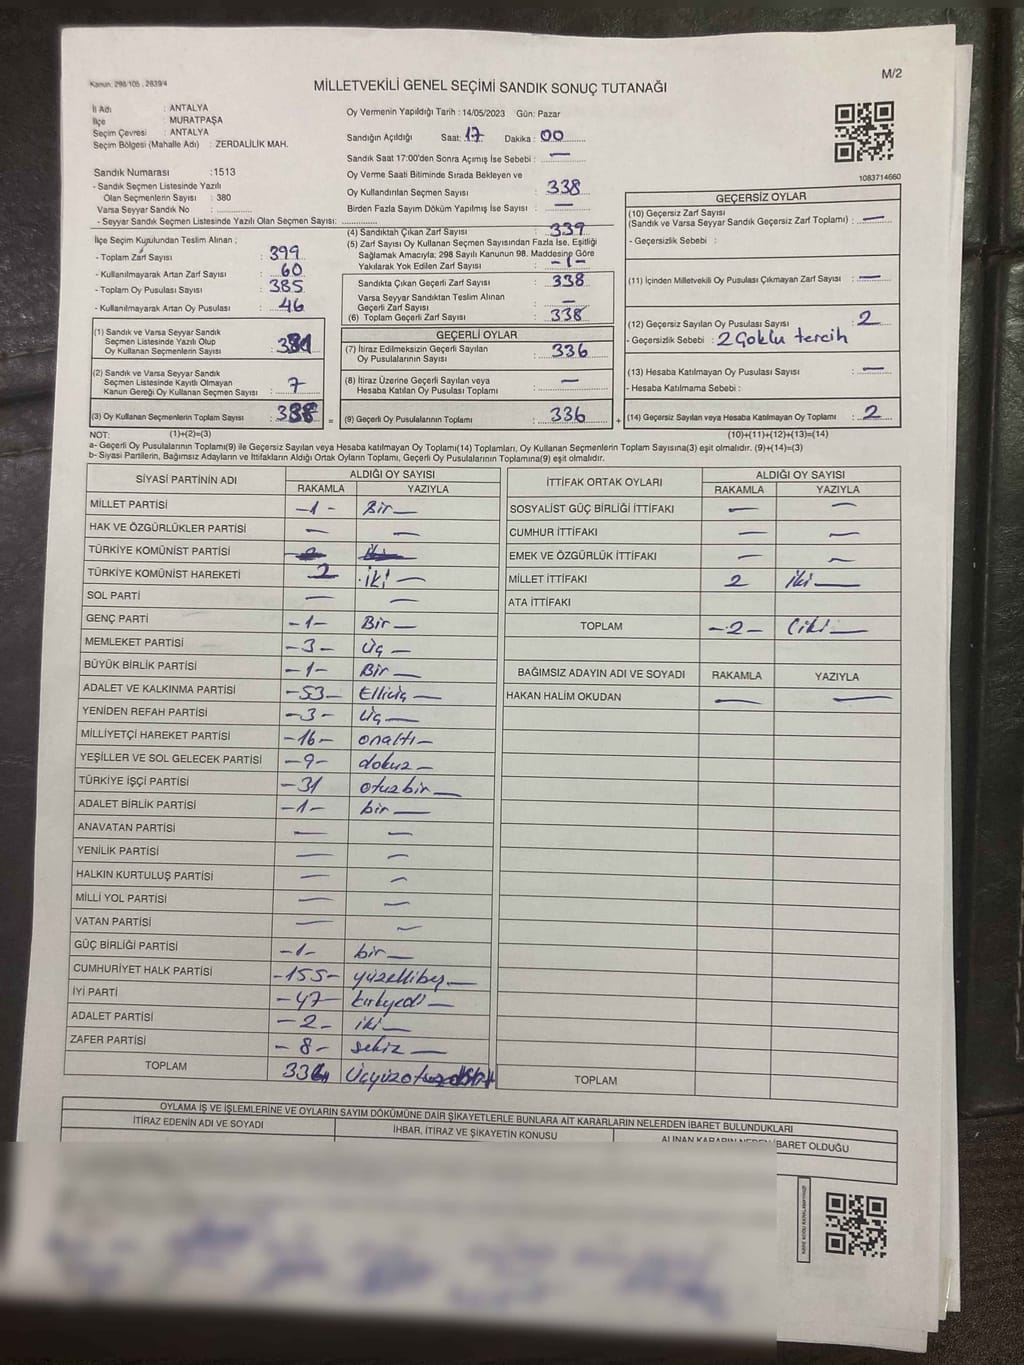 M/2
Kanun: 298/105 , 2839/4
MİLLETVEKİLİ GENEL SEÇİMİ SANDIK SONUÇ TUTANAĞI
İl Adı : ANTALYA
İlçe : MURATPAŞA
Seçim Çevresi : ANTALYA
Seçim Bölgesi (Mahalle Adı) : ZERDALİLİK MAH.
Oy Vermenin Yapıldığı Tarih : 14/05/2023 Gün: Pazar
Sandığın Açıldığı Saat: 17 Dakika : 00
Sandık Saat 17:00'den Sonra Açımış İse Sebebi : —
Oy Verme Saati Bitiminde Sırada Bekleyen ve
Oy Kullandırılan Seçmen Sayısı : 338
Birden Fazla Sayım Döküm Yapılmış İse Sayısı : —
1083714660
Sandık Numarası :1513
- Sandık Seçmen Listesinde Yazılı
Olan Seçmenlerin Sayısı : 380
Varsa Seyyar Sandık No :
- Seyyar Sandık Seçmen Listesinde Yazılı Olan Seçmen Sayısı:
İlçe Seçim Kurulundan Teslim Alınan ;
- Toplam Zarf Sayısı : 399
- Kullanılmayarak Artan Zarf Sayısı : 60
- Toplam Oy Pusulası Sayısı : 385
- Kullanılmayarak Artan Oy Pusulası : 46
(1) Sandık ve Varsa Seyyar Sandık
Seçmen Listesinde Yazılı Olup
Oy Kullanan Seçmenlerin Sayısı :
(2) Sandık ve Varsa Seyyar Sandık
Seçmen Listesinde Kayıtlı Olmayan
Kanun Gereği Oy Kullanan Seçmen Sayısı : 7
(3) Oy Kullanan Seçmenlerin Toplam Sayısı :
(4) Sandıktan Çıkan Zarf Sayısı : 339
(5) Zarf Sayısı Oy Kullanan Seçmen Sayısından Fazla İse, Eşitliği
Sağlamak Amacıyla; 298 Sayılı Kanunun 98. Maddesine Göre
Yakılarak Yok Edilen Zarf Sayısı : -1-
Sandıkta Çıkan Geçerli Zarf Sayısı : 338
Varsa Seyyar Sandıktan Teslim Alınan
Geçerli Zarf Sayısı : —
(6) Toplam Geçerli Zarf Sayısı : 338
GEÇERLİ OYLAR
(7) İtiraz Edilmeksizin Geçerli Sayılan
Oy Pusulalarının Sayısı : 336
(8) İtiraz Üzerine Geçerli Sayılan veya
Hesaba Katılan Oy Pusulası Toplamı : —
= (9) Geçerli Oy Pusulalarının Toplamı : 336
GEÇERSİZ OYLAR
(10) Geçersiz Zarf Sayısı
(Sandık ve Varsa Seyyar Sandık Geçersiz Zarf Toplamı) : —
- Geçersizlik Sebebi :
(11) İçinden Milletvekili Oy Pusulası Çıkmayan Zarf Sayısı : —
(12) Geçersiz Sayılan Oy Pusulası Sayısı : 2
- Geçersizlik Sebebi : 2 Çoklu tercih
(13) Hesaba Katılmayan Oy Pusulası Sayısı : —
- Hesaba Katılmama Sebebi :
+ (14) Geçersiz Sayılan veya Hesaba Katılmayan Oy Toplamı : 2
NOT: (1)+(2)=(3) (10)+(11)+(12)+(13)=(14)
a- Geçerli Oy Pusulalarının Toplamı(9) ile Geçersiz Sayılan veya Hesaba katılmayan Oy Toplamı(14) Toplamları, Oy Kullanan Seçmenlerin Toplam Sayısına(3) eşit olmalıdır. (9)+(14)=(3)
b- Siyasi Partilerin, Bağımsız Adayların ve İttifakların Aldığı Ortak Oyların Toplamı, Geçerli Oy Pusulalarının Toplamına(9) eşit olmalıdır.
SİYASİ PARTİNİN ADI ALDIĞI OY SAYISI
RAKAMLA YAZIYLA
MİLLET PARTİSİ -1- Bir —
HAK VE ÖZGÜRLÜKLER PARTİSİ — —
TÜRKİYE KOMÜNİST PARTİSİ
TÜRKİYE KOMÜNİST HAREKETİ 2 iki —
SOL PARTİ — —
GENÇ PARTİ -1- Bir —
MEMLEKET PARTİSİ -3- Üç —
BÜYÜK BİRLİK PARTİSİ -1- Bir —
ADALET VE KALKINMA PARTİSİ -53- Elliüç —
YENİDEN REFAH PARTİSİ -3- Üç —
MİLLİYETÇİ HAREKET PARTİSİ -16- onaltı —
YEŞİLLER VE SOL GELECEK PARTİSİ -9- dokuz —
TÜRKİYE İŞÇİ PARTİSİ -31 otuzbir —
ADALET BİRLİK PARTİSİ -1- bir —
ANAVATAN PARTİSİ — —
YENİLİK PARTİSİ — —
HALKIN KURTULUŞ PARTİSİ — —
MİLLİ YOL PARTİSİ — —
VATAN PARTİSİ — —
GÜÇ BİRLİĞİ PARTİSİ -1- bir —
CUMHURİYET HALK PARTİSİ -155- yüzellibeş —
İYİ PARTİ -47- kırkyedi —
ADALET PARTİSİ -2- iki —
ZAFER PARTİSİ -8- sekiz —
TOPLAM
İTTİFAK ORTAK OYLARI ALDIĞI OY SAYISI
RAKAMLA YAZIYLA
SOSYALİST GÜÇ BİRLİĞİ İTTİFAKI — —
CUMHUR İTTİFAKI — —
EMEK VE ÖZGÜRLÜK İTTİFAKI — —
MİLLET İTTİFAKI 2 iki —
ATA İTTİFAKI
TOPLAM -2- (iki —
BAĞIMSIZ ADAYIN ADI VE SOYADI RAKAMLA YAZIYLA
HAKAN HALİM OKUDAN — —
TOPLAM
OYLAMA İŞ VE İŞLEMLERİNE VE OYLARIN SAYIM DÖKÜMÜNE DAİR ŞİKAYETLERLE BUNLARA AİT KARARLARIN NELERDEN İBARET BULUNDUKLARI
İTİRAZ EDENİN ADI VE SOYADI İHBAR, İTİRAZ VE ŞİKAYETİN KONUSU ALINAN KARARIN NEDEN İBARET OLDUĞU